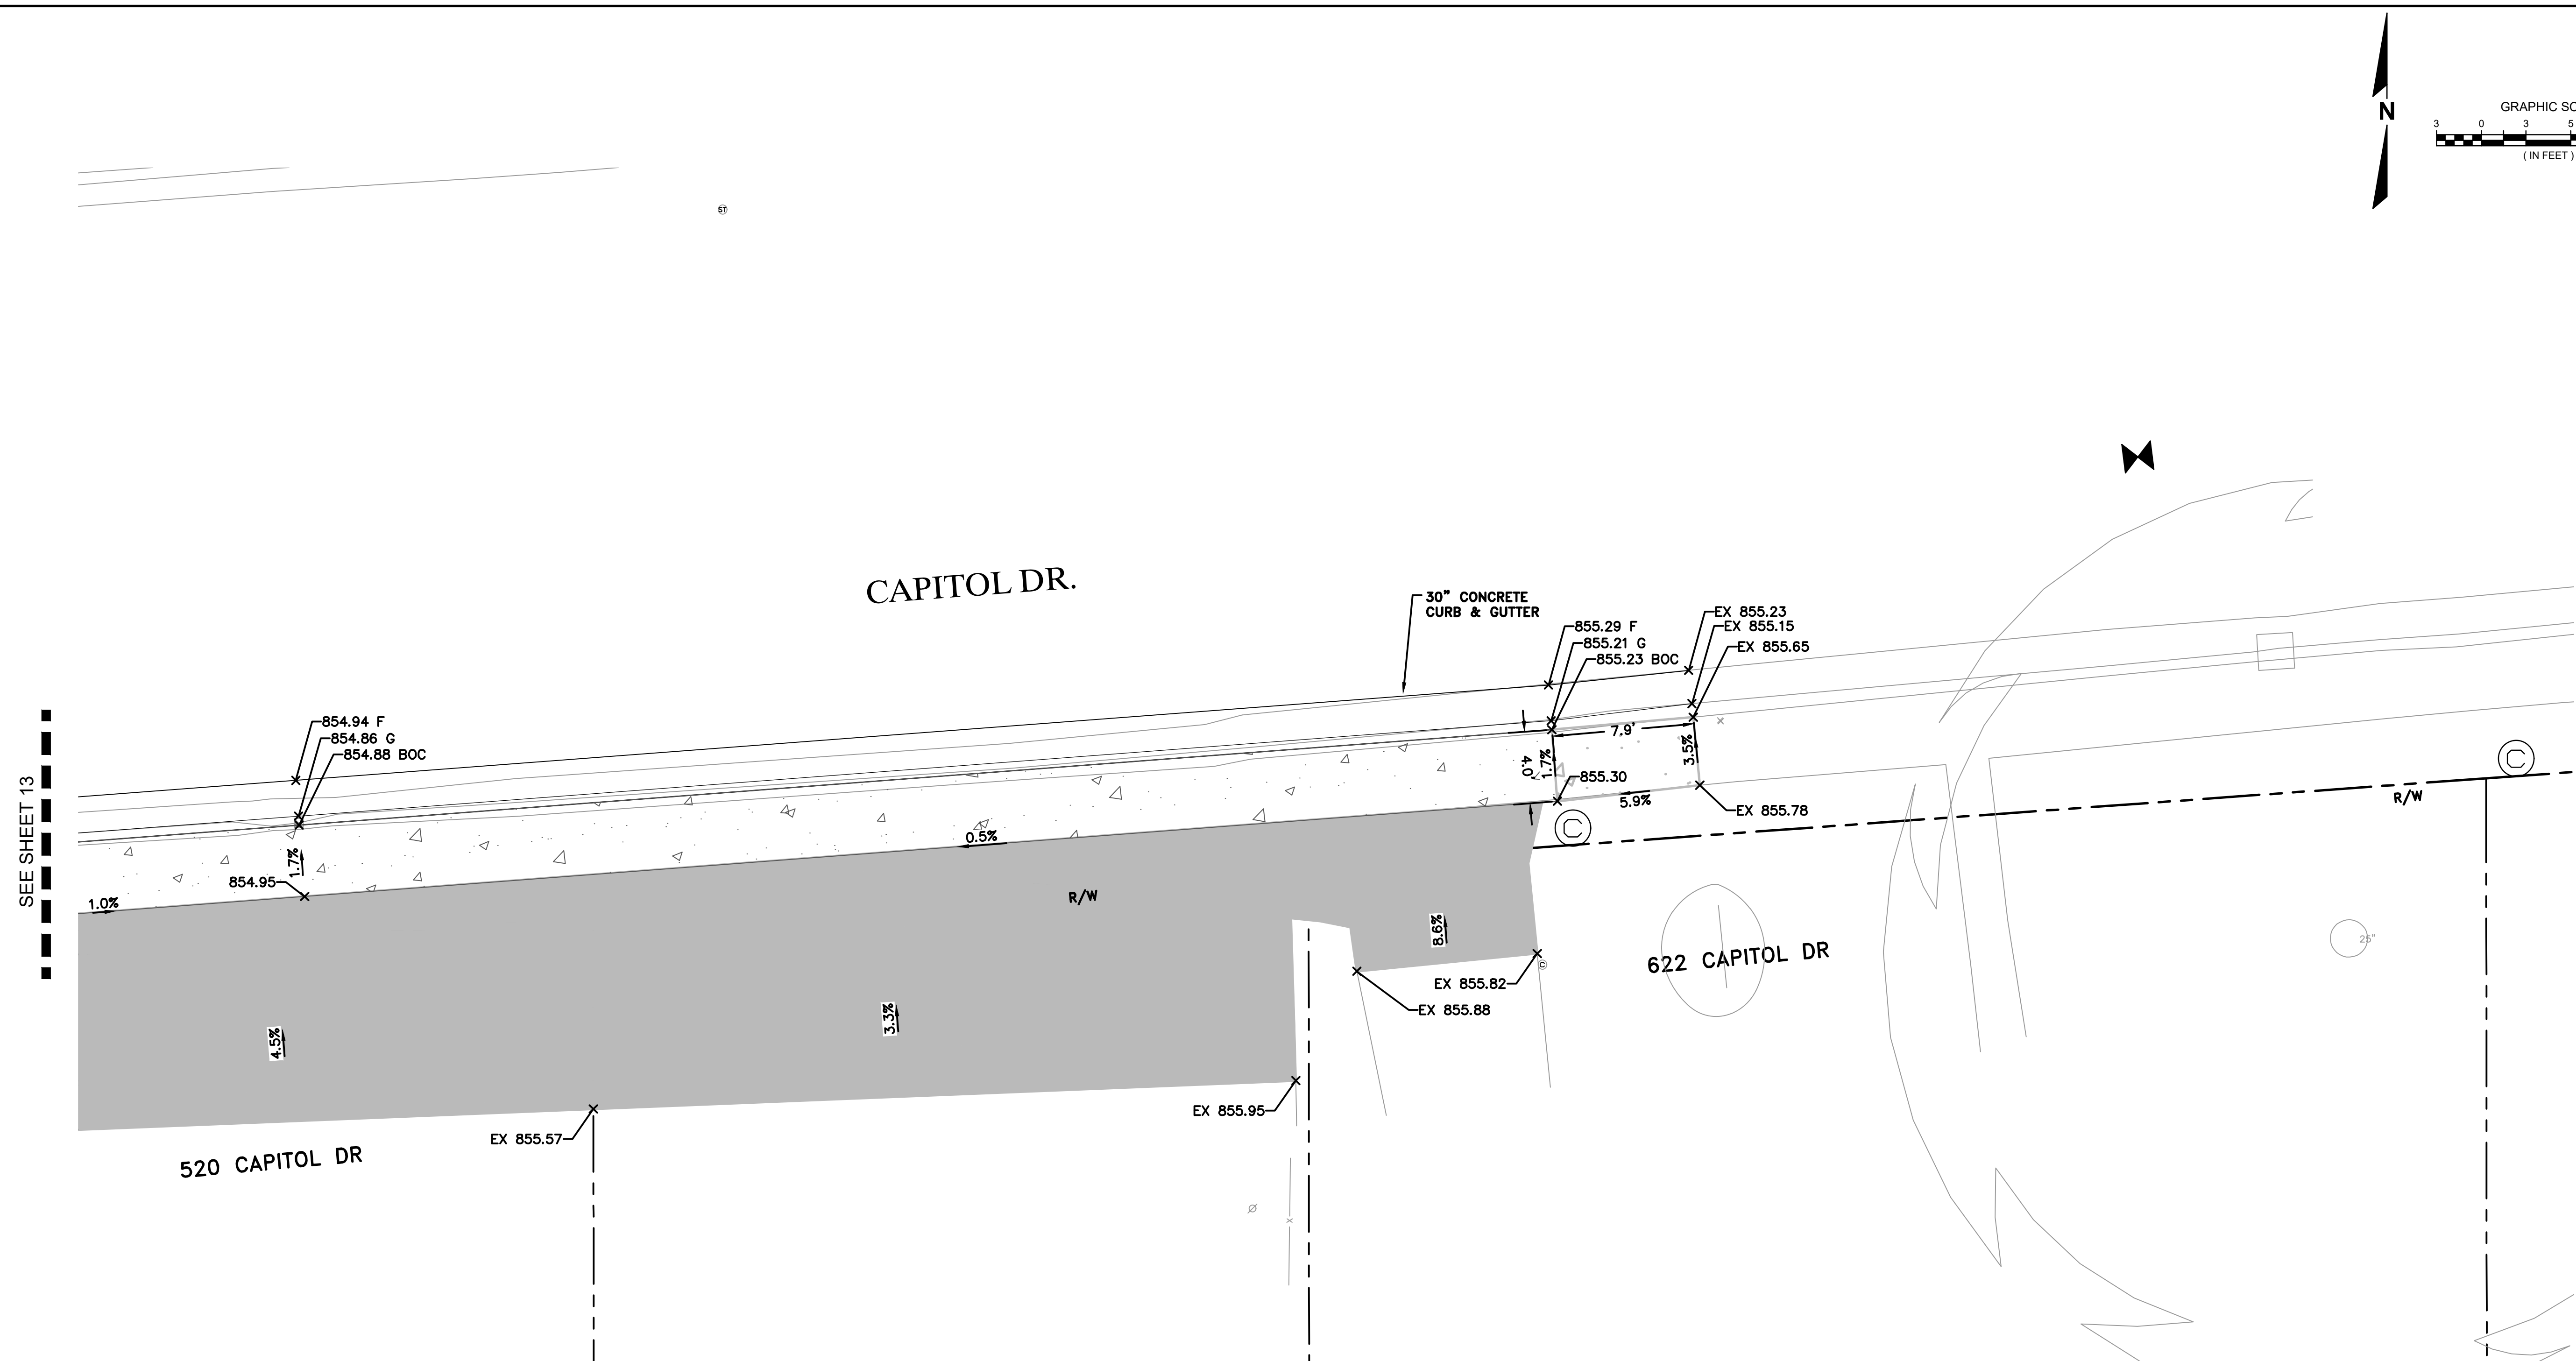 N
GRAPHIC SC
3 0 3 5
( IN FEET )
ST
CAPITOL DR.
30" CONCRETE
CURB & GUTTER
855.29 F
855.21 G
855.23 BOC
EX 855.23
EX 855.15
EX 855.65
7.9'
4.0'
1.7%
3.5%
855.30
5.9%
EX 855.78
C
C
R/W
SEE SHEET 13
854.94 F
854.86 G
854.88 BOC
1.7%
854.95
1.0%
0.5%
R/W
8.6%
EX 855.82
C
EX 855.88
622 CAPITOL DR
25"
4.5%
3.3%
EX 855.95
EX 855.57
520 CAPITOL DR